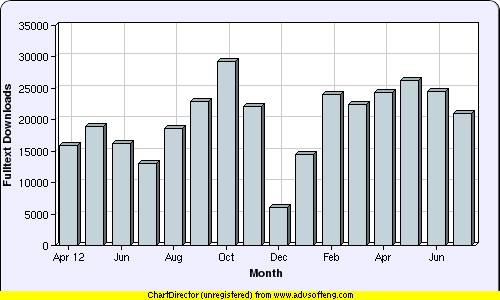 35000
30000
25000
20000
15000
10000
5000
0
Fulltext Downloads
Apr 12 Jun Aug Oct Dec Feb Apr Jun
Month
ChartDirector (unregistered) from www.advsofteng.com